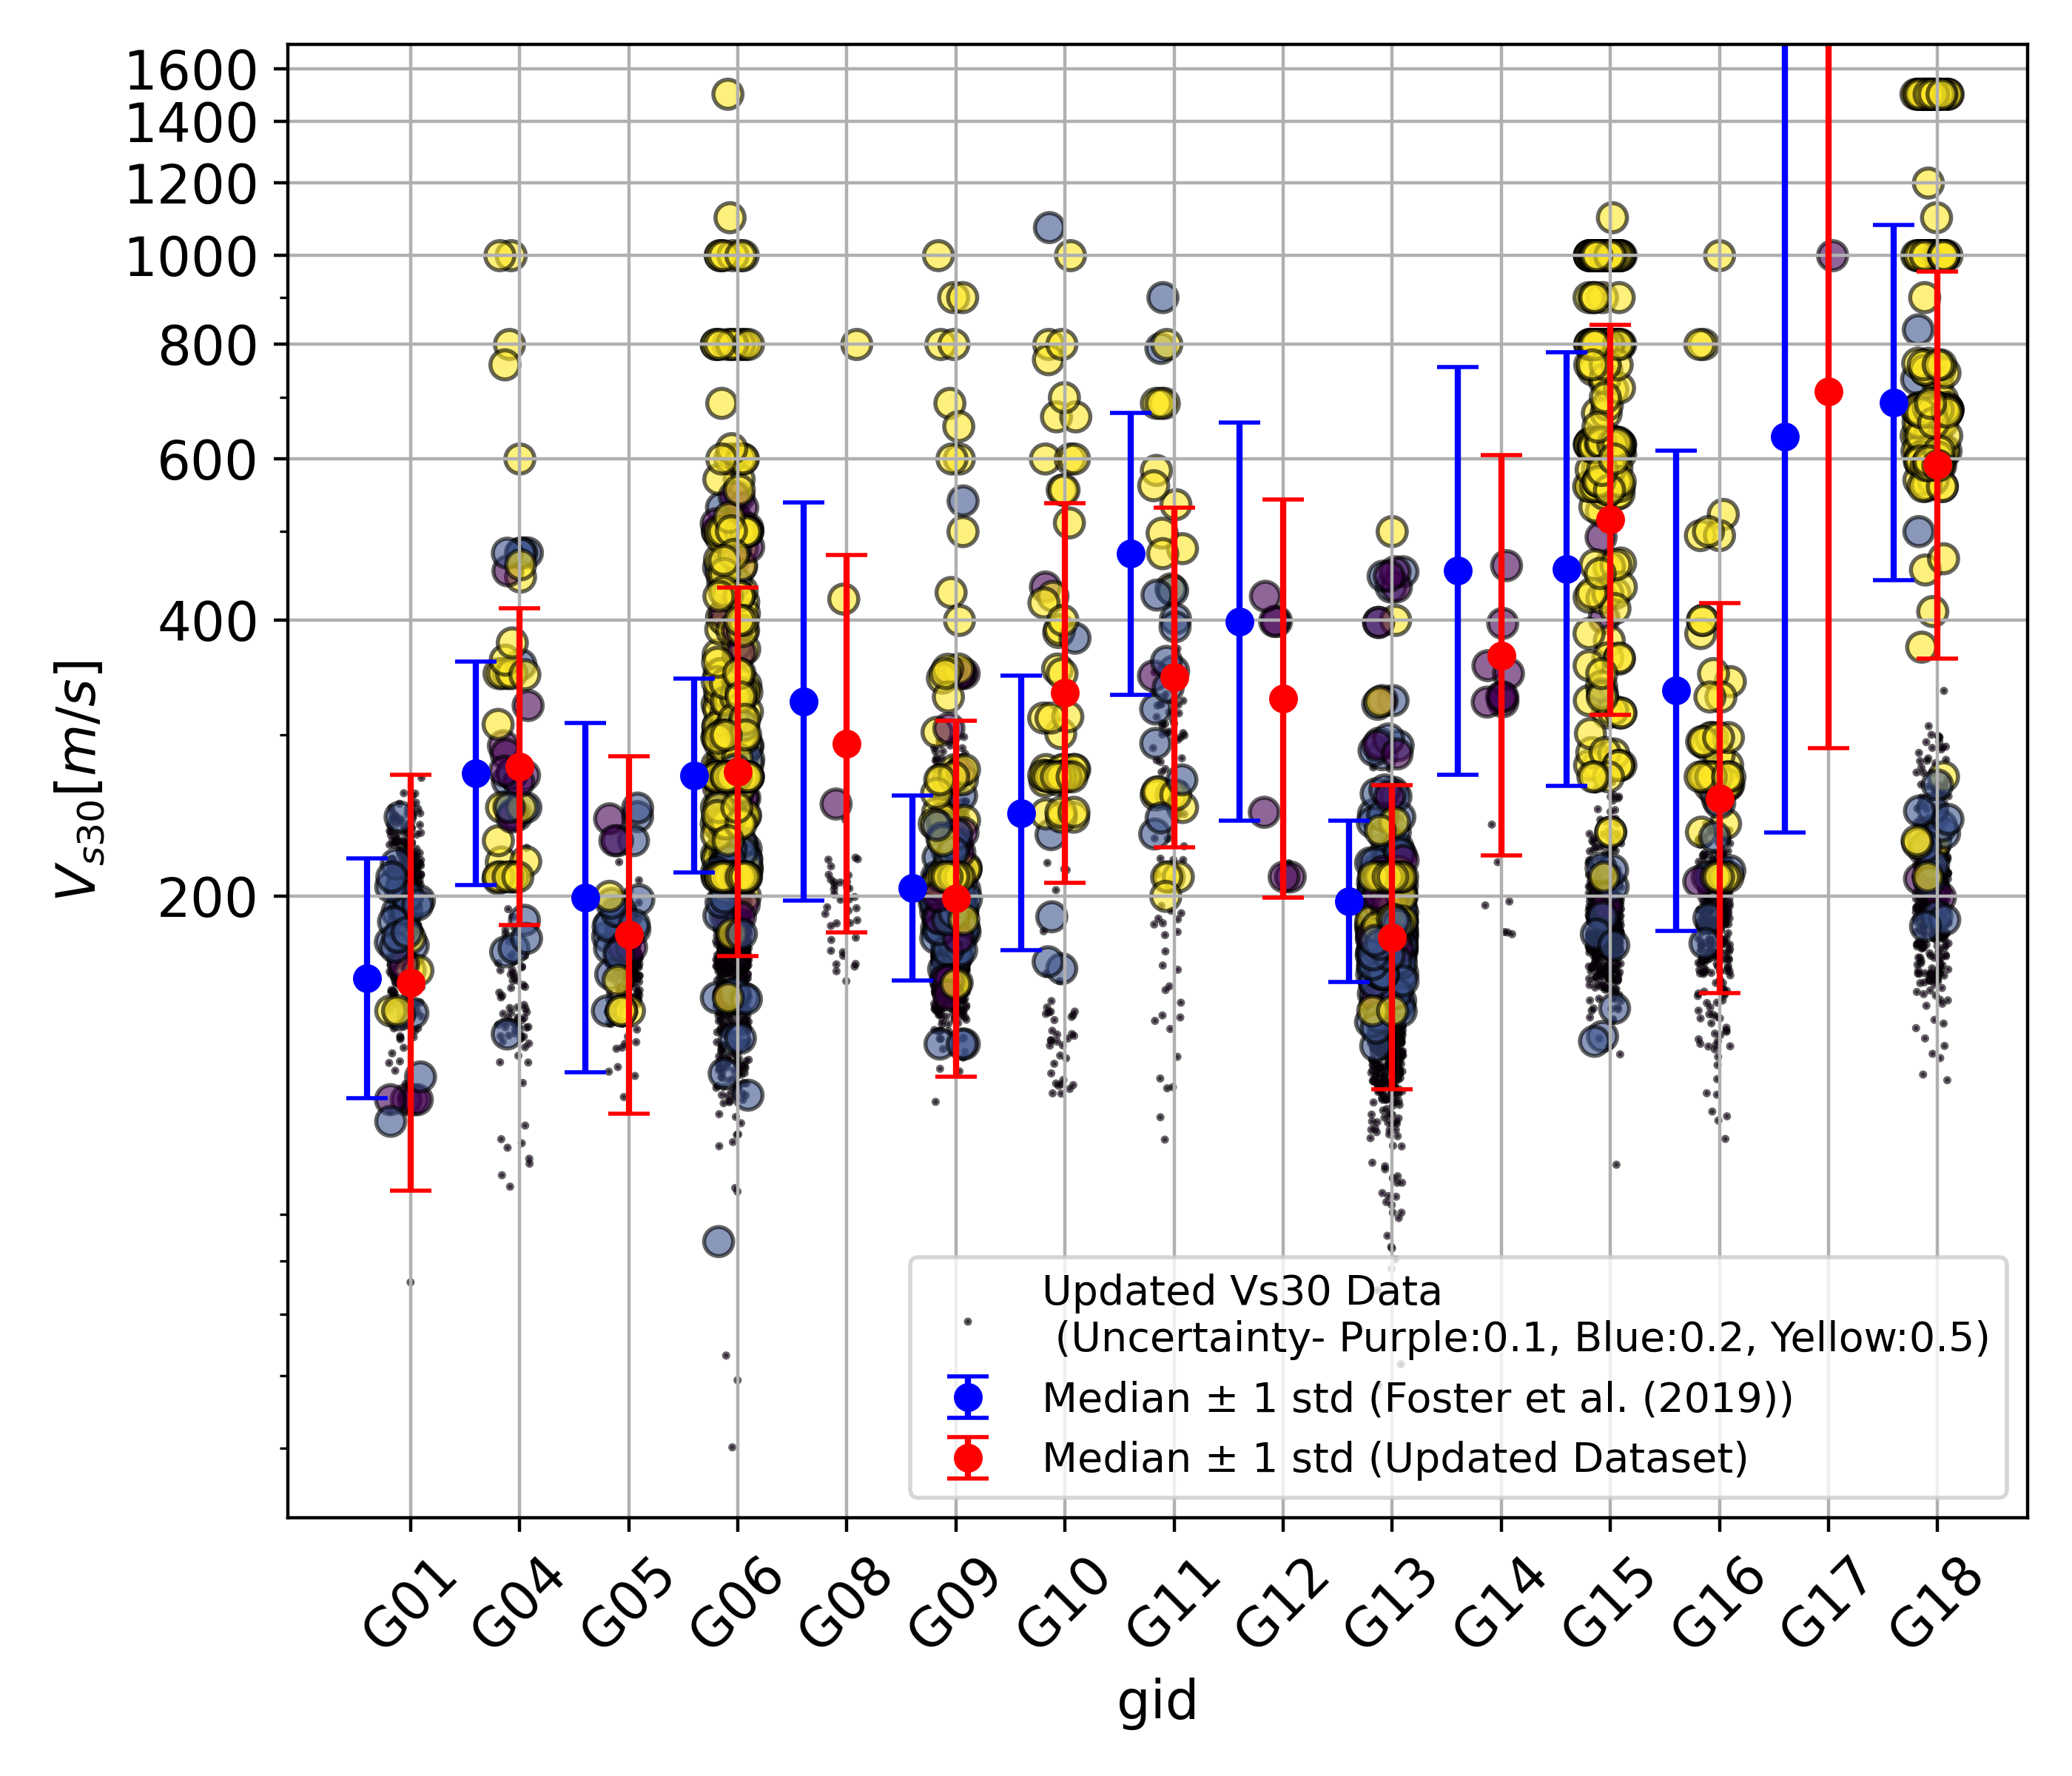 1600
1400
1200
1000
800
600
400
200
V_s30[m/s]
Updated Vs30 Data
(Uncertainty- Purple:0.1, Blue:0.2, Yellow:0.5)
Median ± 1 std (Foster et al. (2019))
Median ± 1 std (Updated Dataset)
G01 G04 G05 G06 G08 G09 G10 G11 G12 G13 G14 G15 G16 G17 G18
gid